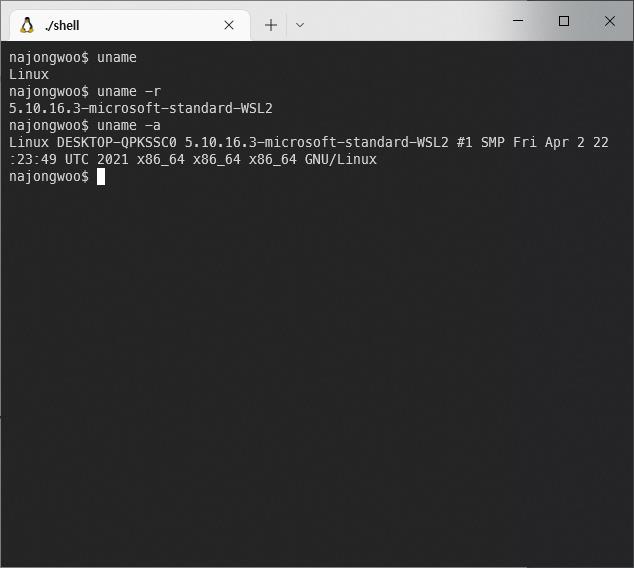 ./shell
najongwoo$ uname
Linux
najongwoo$ uname -r
5.10.16.3-microsoft-standard-WSL2
najongwoo$ uname -a
Linux DESKTOP-QPKSSC0 5.10.16.3-microsoft-standard-WSL2 #1 SMP Fri Apr 2 22
:23:49 UTC 2021 x86_64 x86_64 x86_64 GNU/Linux
najongwoo$